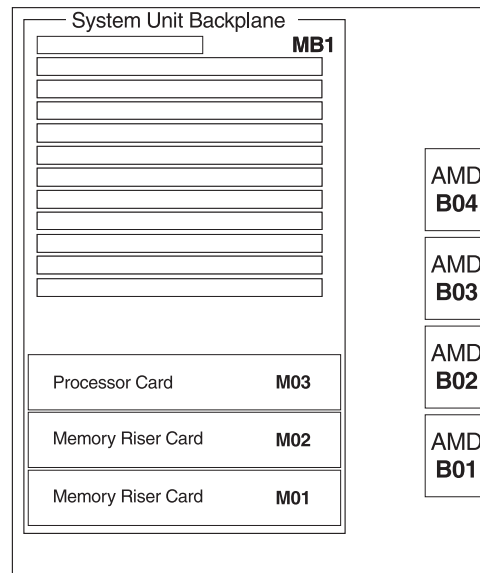 System Unit Backplane
MB1
AMD
B04
AMD
B03
AMD
B02
AMD
B01
Processor Card M03
Memory Riser Card M02
Memory Riser Card M01